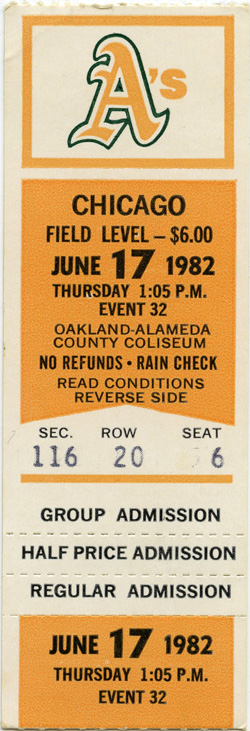 A's
CHICAGO
FIELD LEVEL – $6.00
JUNE 17 1982
THURSDAY 1:05 P.M.
EVENT 32
OAKLAND-ALAMEDA
COUNTY COLISEUM
NO REFUNDS • RAIN CHECK
READ CONDITIONS
REVERSE SIDE
SEC. ROW SEAT
116 20 6
GROUP ADMISSION
HALF PRICE ADMISSION
REGULAR ADMISSION
JUNE 17 1982
THURSDAY 1:05 P.M.
EVENT 32